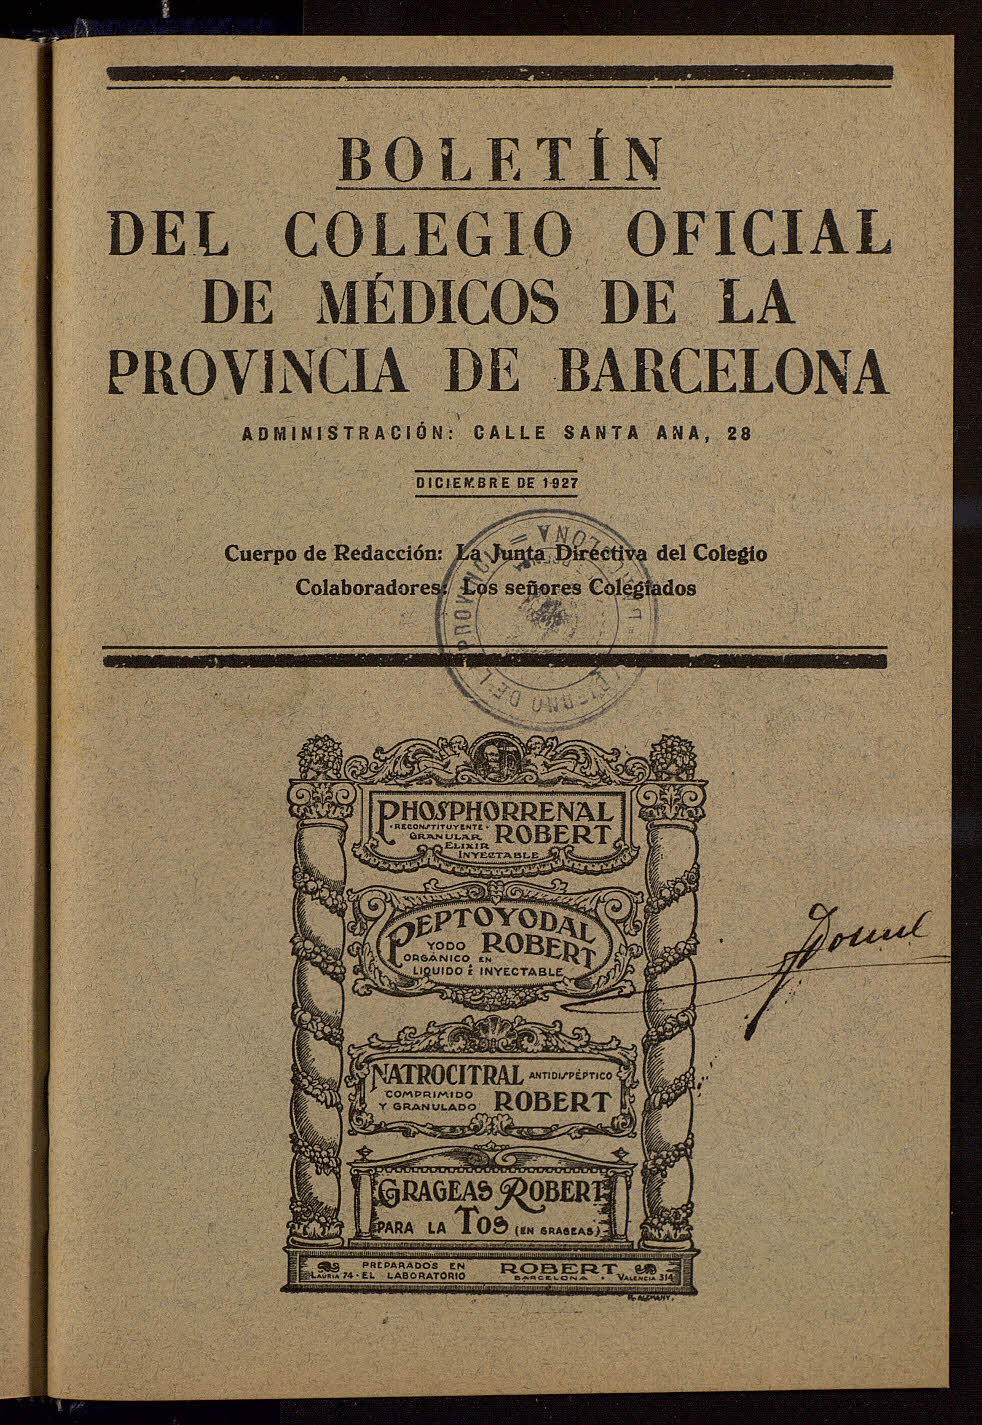 BOLETÍN
DEL COLEGIO OFICIAL
DE MÉDICOS DE LA
PROVINCIA DE BARCELONA
ADMINISTRACIÓN: CALLE SANTA ANA, 28
DICIEMBRE DE 1927
Cuerpo de Redacción: La Junta Directiva del Colegio
Colaboradores: Los señores Colegiados
PHOSPHORRENAL
·RECONSTITUYENTE·
GRANULAR
ROBERT
ELIXIR
INYECTABLE
PEPTOYODAL
YODO
ORGÁNICO EN
ROBERT
LIQUIDO É INYECTABLE
NATROCITRAL ANTIDISPÉPTICO
COMPRIMIDO
Y GRANULADO
ROBERT
GRAGEAS ROBERT
PARA LA TOS (EN GRAGEAS)
PREPARADOS EN
LAURIA 74 · EL LABORATORIO
ROBERT
BARCELONA · VALENCIA 314
R. ALEMANY.